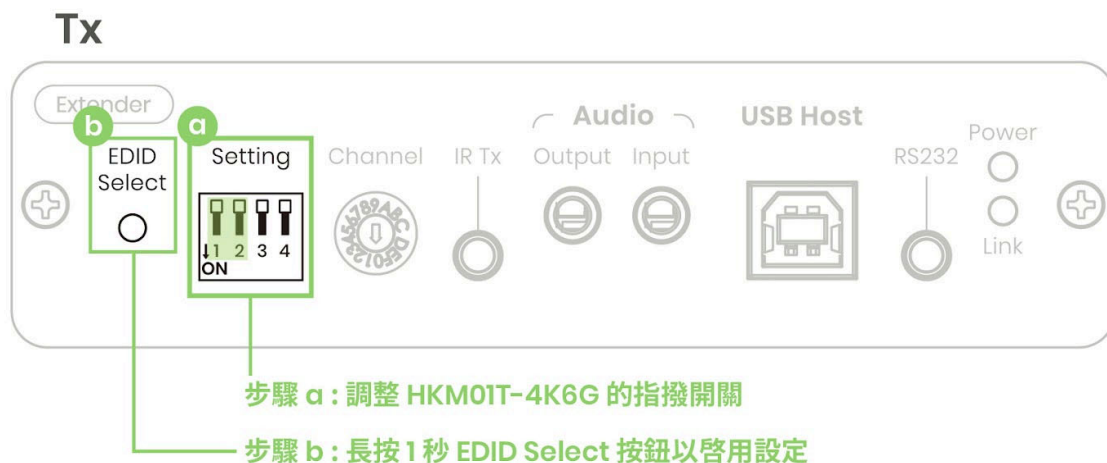 Tx
Extender
b
a
EDID
Select
Setting
Channel
IR Tx
Audio
Output
Input
USB Host
RS232
Power
Link
1 2 3 4
ON
步驟 a : 調整 HKM01T-4K6G 的指撥開關
步驟 b : 長按 1 秒 EDID Select 按鈕以啓用設定